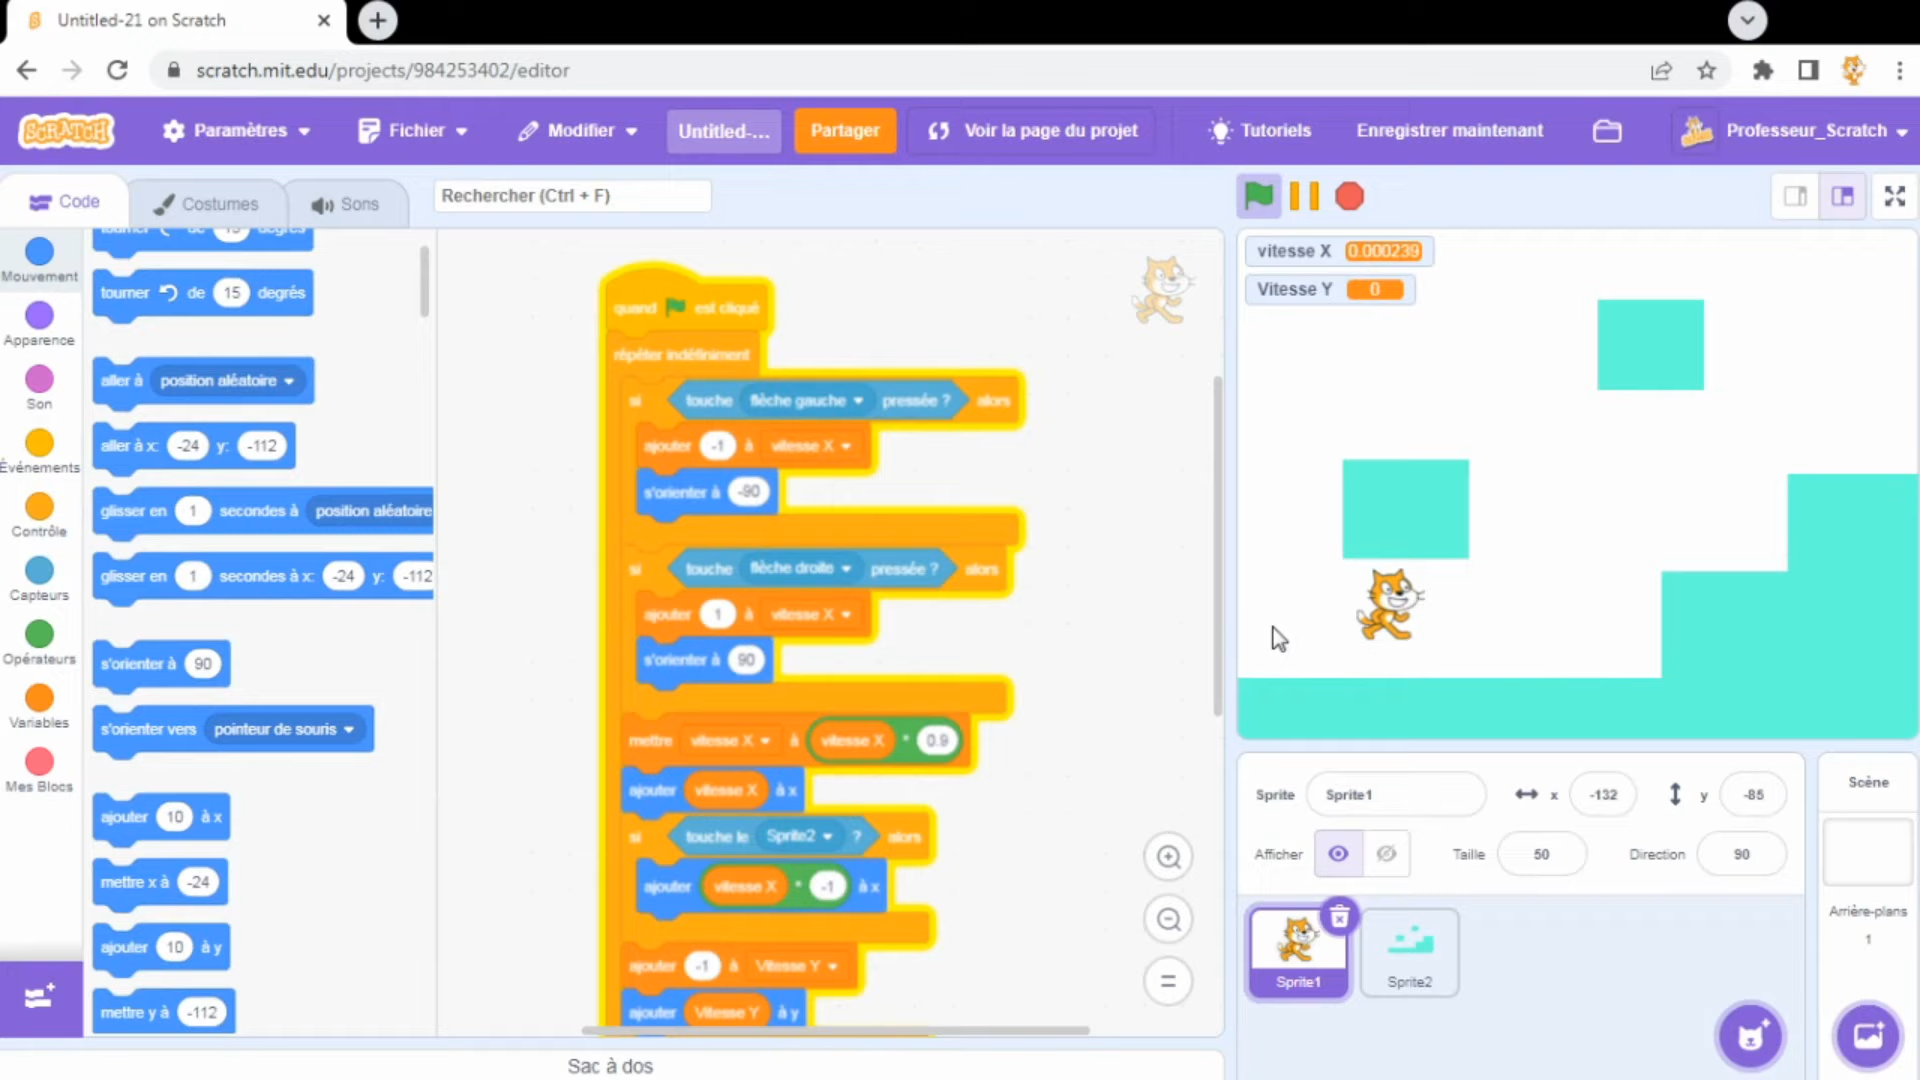 Untitled-21 on Scratch
scratch.mit.edu/projects/984253402/editor
SCRATCH
Paramètres
Fichier
Modifier
Untitled-...
Partager
Voir la page du projet
Tutoriels
Enregistrer maintenant
Professeur_Scratch
Code
Costumes
Sons
Rechercher (Ctrl + F)
Mouvement
Apparence
Son
Événements
Contrôle
Capteurs
Opérateurs
Variables
Mes Blocs
tourner de 15 degrés
tourner de 15 degrés
aller à position aléatoire
aller à x: -24 y: -112
glisser en 1 secondes à position aléatoire
glisser en 1 secondes à x: -24 y: -112
s'orienter à 90
s'orienter vers pointeur de souris
ajouter 10 à x
mettre x à -24
ajouter 10 à y
mettre y à -112
quand est cliqué
répéter indéfiniment
si touche flèche gauche pressée ? alors
ajouter -1 à vitesse X
s'orienter à -90
si touche flèche droite pressée ? alors
ajouter 1 à vitesse X
s'orienter à 90
mettre vitesse X à vitesse X * 0.9
ajouter vitesse X à x
si touche le Sprite2 ? alors
ajouter vitesse X * -1 à x
ajouter -1 à Vitesse Y
ajouter Vitesse Y à y
Sac à dos
vitesse X 0.000239
Vitesse Y 0
Sprite Sprite1 x -132 y -85
Afficher Taille 50 Direction 90
Sprite1
Sprite2
Scène
Arrière-plans
1